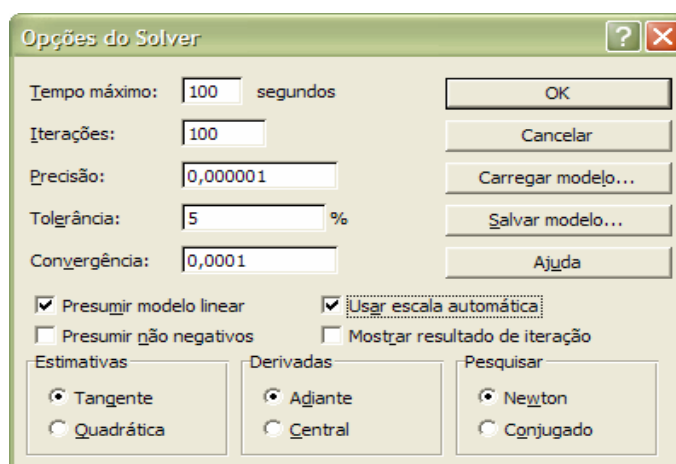 Opções do Solver
Tempo máximo: 100 segundos OK
Iterações: 100 Cancelar
Precisão: 0,000001 Carregar modelo...
Tolerância: 5 % Salvar modelo...
Convergência: 0,0001 Ajuda
Presumir modelo linear Usar escala automática
Presumir não negativos Mostrar resultado de iteração
Estimativas Derivadas Pesquisar
Tangente Adiante Newton
Quadrática Central Conjugado